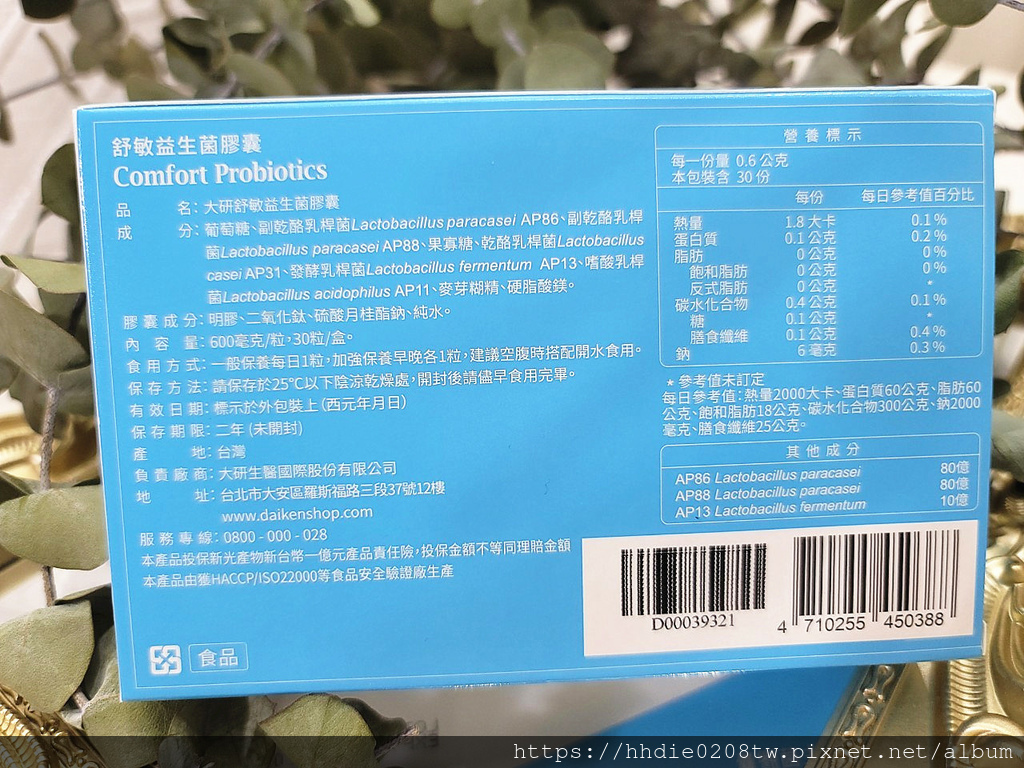 舒敏益生菌膠囊
Comfort Probiotics
品名：大研舒敏益生菌膠囊
成分：葡萄糖、副乾酪乳桿菌Lactobacillus paracasei AP86、副乾酪乳桿
菌Lactobacillus paracasei AP88、果寡糖、乾酪乳桿菌Lactobacillus
casei AP31、發酵乳桿菌Lactobacillus fermentum AP13、嗜酸乳桿
菌Lactobacillus acidophilus AP11、麥芽糊精、硬脂酸鎂。
膠囊成分：明膠、二氧化鈦、硫酸月桂酯鈉、純水。
內容量：600毫克/粒，30粒/盒。
食用方式：一般保養每日1粒，加強保養早晚各1粒，建議空腹時搭配開水食用。
保存方法：請保存於25℃以下陰涼乾燥處，開封後請儘早食用完畢。
有效日期：標示於外包裝上（西元年月日）
保存期限：二年 (未開封)
產地：台灣
負責廠商：大研生醫國際股份有限公司
地址：台北市大安區羅斯福路三段37號12樓
www.daikenshop.com
服務專線：0800 - 000 - 028
本產品投保新光產物新台幣一億元產品責任險，投保金額不等同理賠金額
本產品由獲HACCP/ISO22000等食品安全驗證廠生產
食品
營養標示
每一份量 0.6 公克
本包裝含 30 份
每份 每日參考值百分比
熱量 1.8 大卡 0.1 %
蛋白質 0.1 公克 0.2 %
脂肪 0 公克 0 %
飽和脂肪 0 公克 0 %
反式脂肪 0 公克 *
碳水化合物 0.4 公克 0.1 %
糖 0.1 公克 *
膳食纖維 0.1 公克 0.4 %
鈉 6 毫克 0.3 %
* 參考值未訂定
每日參考值：熱量2000大卡、蛋白質60公克、脂肪60
公克、飽和脂肪18公克、碳水化合物300公克、鈉2000
毫克、膳食纖維25公克。
其他成分
AP86 Lactobacillus paracasei 80億
AP88 Lactobacillus paracasei 80億
AP13 Lactobacillus fermentum 10億
D00039321
4 710255 450388
https://hhdie0208tw.pixnet.net/album